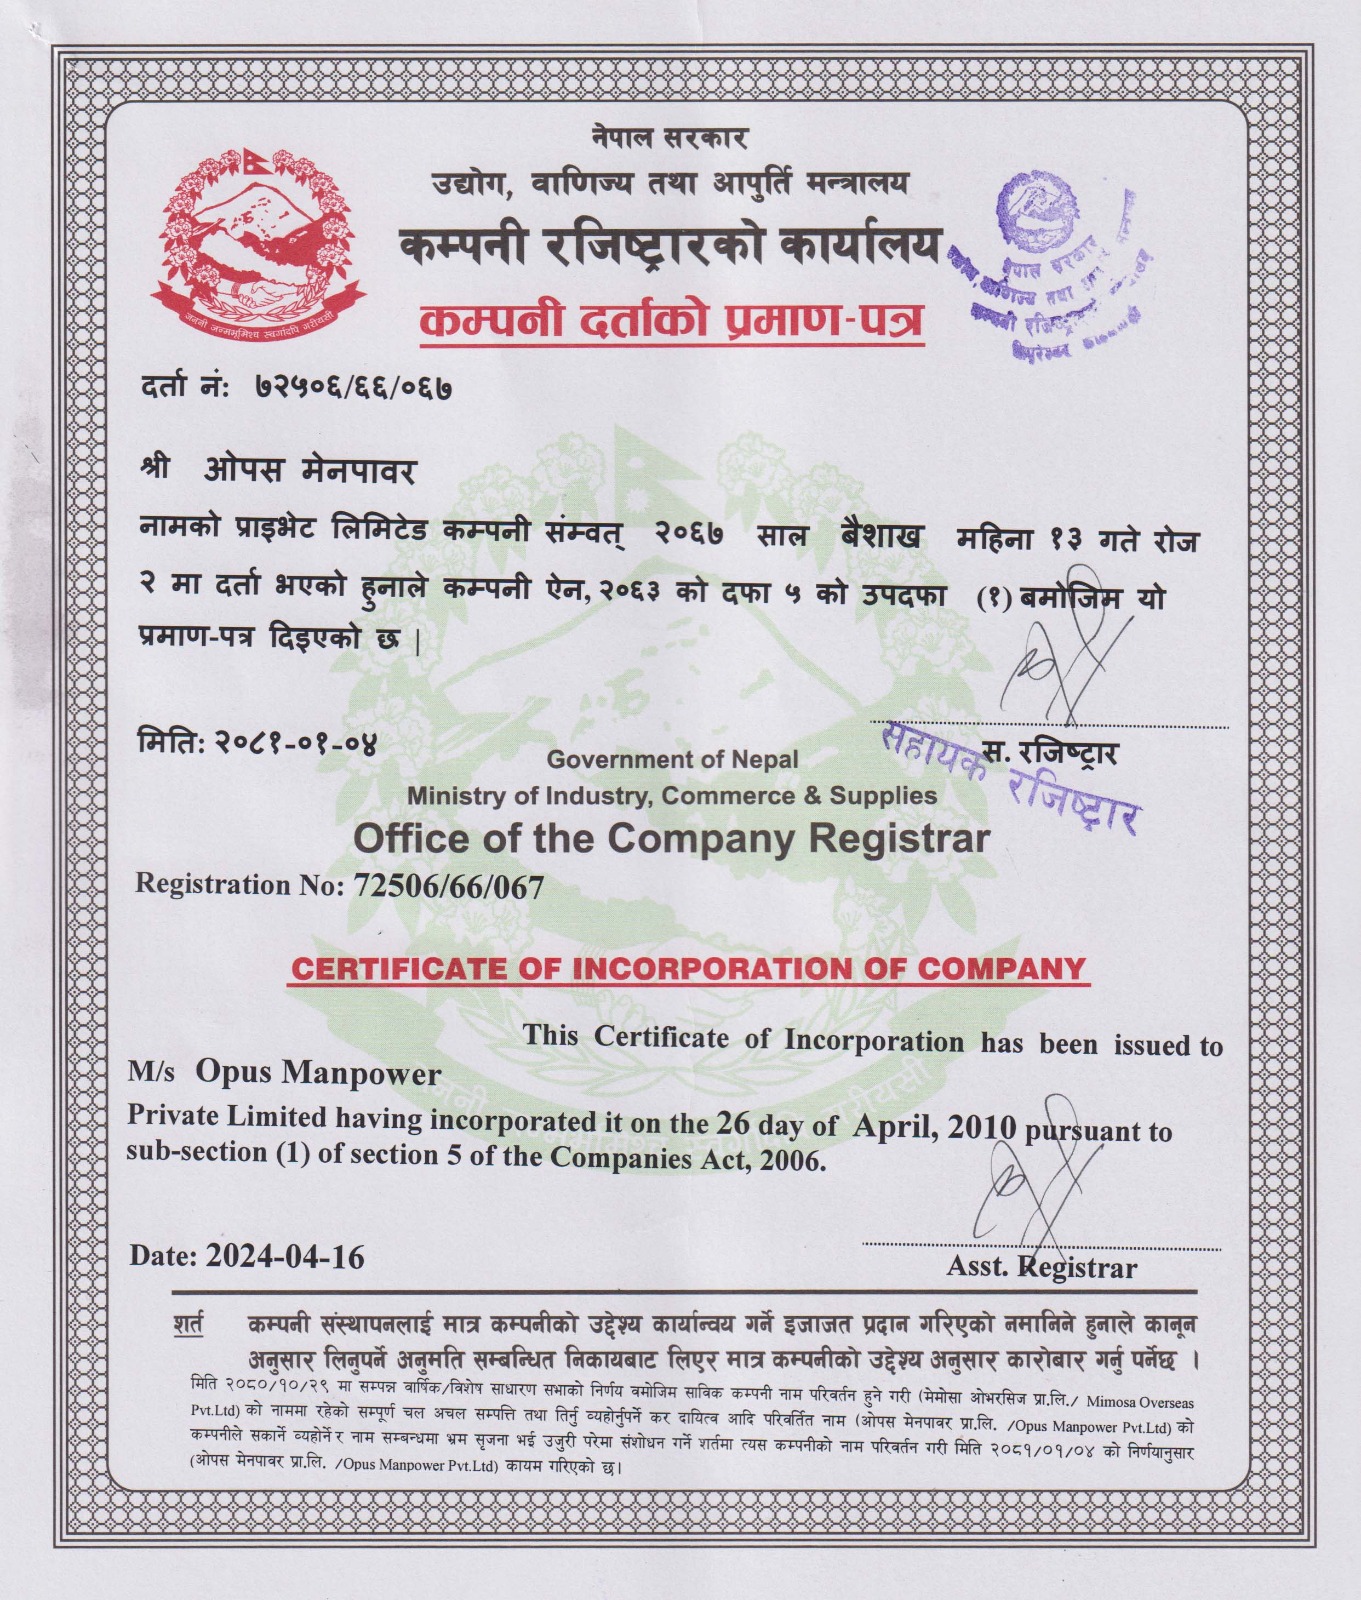 नेपाल सरकार
उद्योग, वाणिज्य तथा आपुर्ति मन्त्रालय
कम्पनी रजिष्ट्रारको कार्यालय
कम्पनी दर्ताको प्रमाण-पत्र
जननी जन्मभूमिश्च स्वर्गादपि गरीयसी
नेपाल सरकार
उद्योग, वाणिज्य तथा
कम्पनी रजिष्ट्रार
त्रिपुरेश्वर
दर्ता नं: ७२५०६/६६/०६७
श्री ओपस मेनपावर
नामको प्राइभेट लिमिटेड कम्पनी संम्वत् २०६७ साल बैशाख महिना १३ गते रोज
२ मा दर्ता भएको हुनाले कम्पनी ऐन, २०६३ को दफा ५ को उपदफा (१) बमोजिम यो
प्रमाण-पत्र दिइएको छ |
मिति: २०८१-०१-०४
स. रजिष्ट्रार
सहायक रजिष्ट्रार
Government of Nepal
Ministry of Industry, Commerce & Supplies
Office of the Company Registrar
Registration No: 72506/66/067
CERTIFICATE OF INCORPORATION OF COMPANY
This Certificate of Incorporation has been issued to
M/s Opus Manpower
Private Limited having incorporated it on the 26 day of April, 2010 pursuant to
sub-section (1) of section 5 of the Companies Act, 2006.
Date: 2024-04-16
Asst. Registrar
शर्त कम्पनी संस्थापनलाई मात्र कम्पनीको उद्देश्य कार्यान्वय गर्ने इजाजत प्रदान गरिएको नमानिने हुनाले कानून
अनुसार लिनुपर्ने अनुमति सम्बन्धित निकायबाट लिएर मात्र कम्पनीको उद्देश्य अनुसार कारोबार गर्नु पर्नेछ ।
मिति २०८०/१०/२९ मा सम्पन्न वार्षिक/विशेष साधारण सभाको निर्णय वमोजिम साविक कम्पनी नाम परिवर्तन हुने गरी (मेमोसा ओभरसिज प्रा.लि./ Mimosa Overseas
Pvt.Ltd) को नाममा रहेको सम्पूर्ण चल अचल सम्पत्ति तथा तिर्नु व्यहोर्नुपर्ने कर दायित्व आदि परिवर्तित नाम (ओपस मेनपावर प्रा.लि. /Opus Manpower Pvt.Ltd) को
कम्पनीले सकार्ने व्यहोर्ने र नाम सम्बन्धमा भ्रम सृजना भई उजुरी परेमा संशोधन गर्ने शर्तमा त्यस कम्पनीको नाम परिवर्तन गरी मिति २०८१/०१/०४ को निर्णयानुसार
(ओपस मेनपावर प्रा.लि. /Opus Manpower Pvt.Ltd) कायम गरिएको छ।